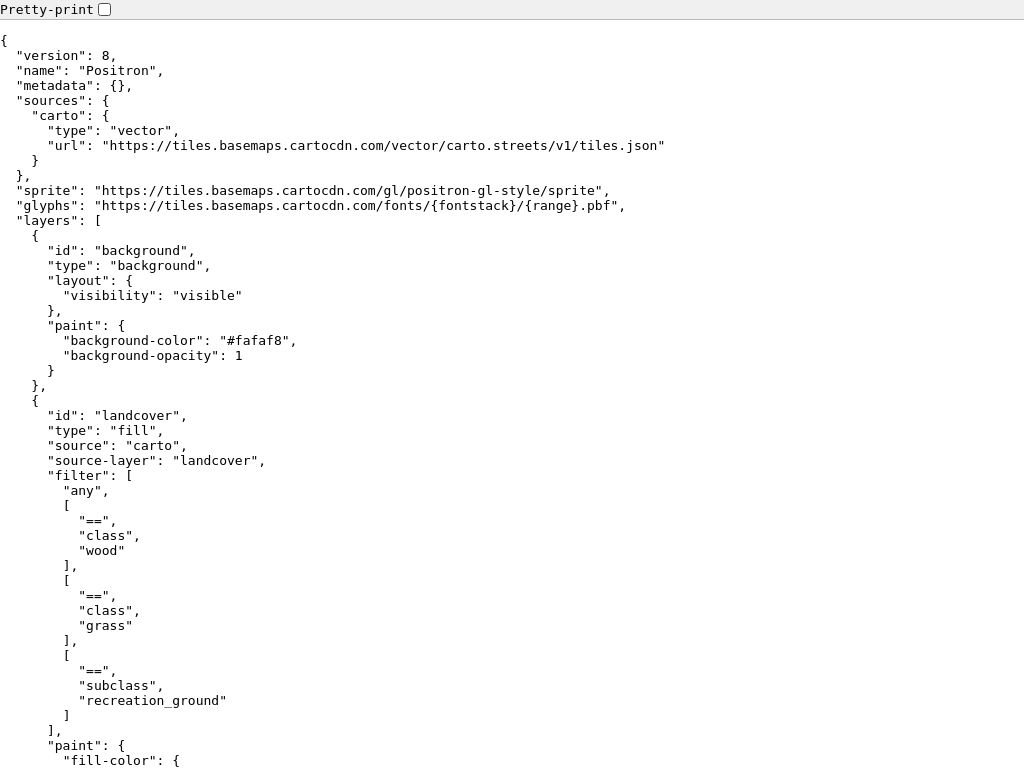 Pretty-print
{
  "version": 8,
  "name": "Positron",
  "metadata": {},
  "sources": {
    "carto": {
      "type": "vector",
      "url": "https://tiles.basemaps.cartocdn.com/vector/carto.streets/v1/tiles.json"
    }
  },
  "sprite": "https://tiles.basemaps.cartocdn.com/gl/positron-gl-style/sprite",
  "glyphs": "https://tiles.basemaps.cartocdn.com/fonts/{fontstack}/{range}.pbf",
  "layers": [
    {
      "id": "background",
      "type": "background",
      "layout": {
        "visibility": "visible"
      },
      "paint": {
        "background-color": "#fafaf8",
        "background-opacity": 1
      }
    },
    {
      "id": "landcover",
      "type": "fill",
      "source": "carto",
      "source-layer": "landcover",
      "filter": [
        "any",
        [
          "==",
          "class",
          "wood"
        ],
        [
          "==",
          "class",
          "grass"
        ],
        [
          "==",
          "subclass",
          "recreation_ground"
        ]
      ],
      "paint": {
        "fill-color": {